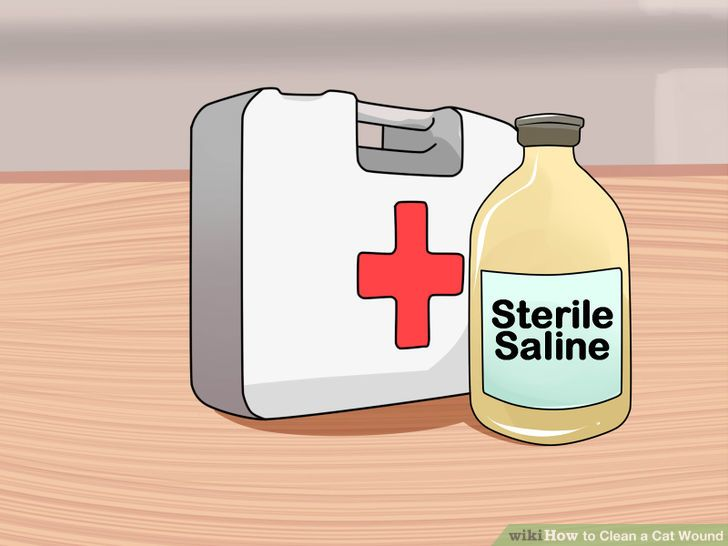 Sterile
Saline
wikiHow to Clean a Cat Wound